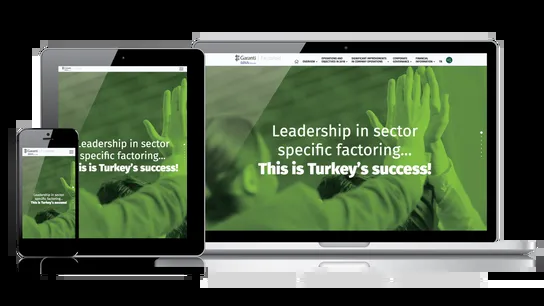 Garanti
OVERVIEW
OPERATIONS AND OBJECTIVES IN 2018
SIGNIFICANT IMPROVEMENTS IN COMPANY OPERATIONS
CORPORATE GOVERNANCE
FINANCIAL INFORMATION
TR
Leadership in sector
specific factoring...
This is Turkey's success!
Garanti
Leadership in sector
specific factoring...
is is Turkey's success!
Garanti
Leadership in sector
specific factoring...
This is Turkey's success!